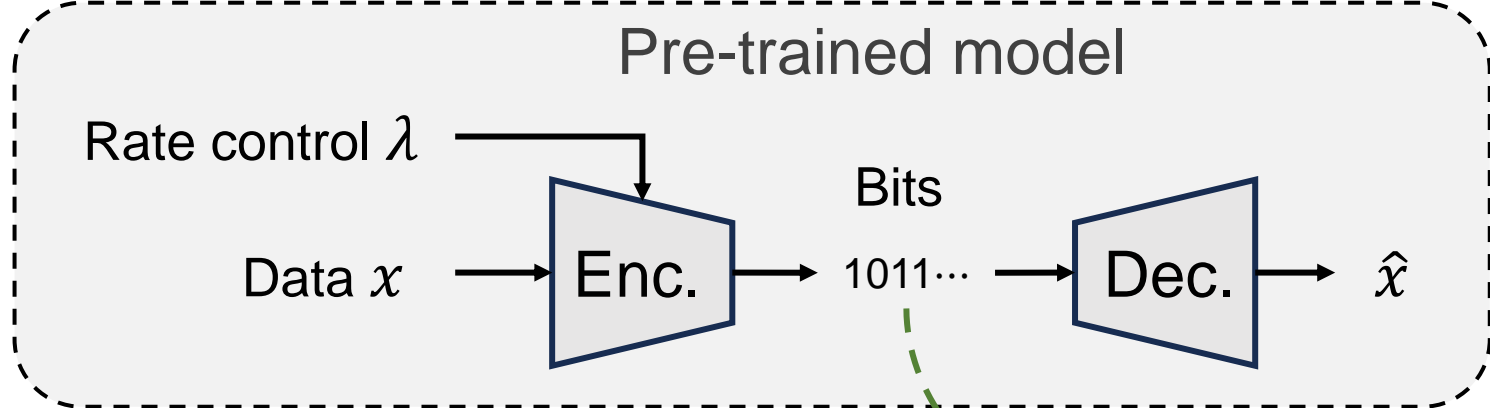 Pre-trained model
Rate control λ
Bits
Data x
Enc.
1011⋯
Dec.
x̂